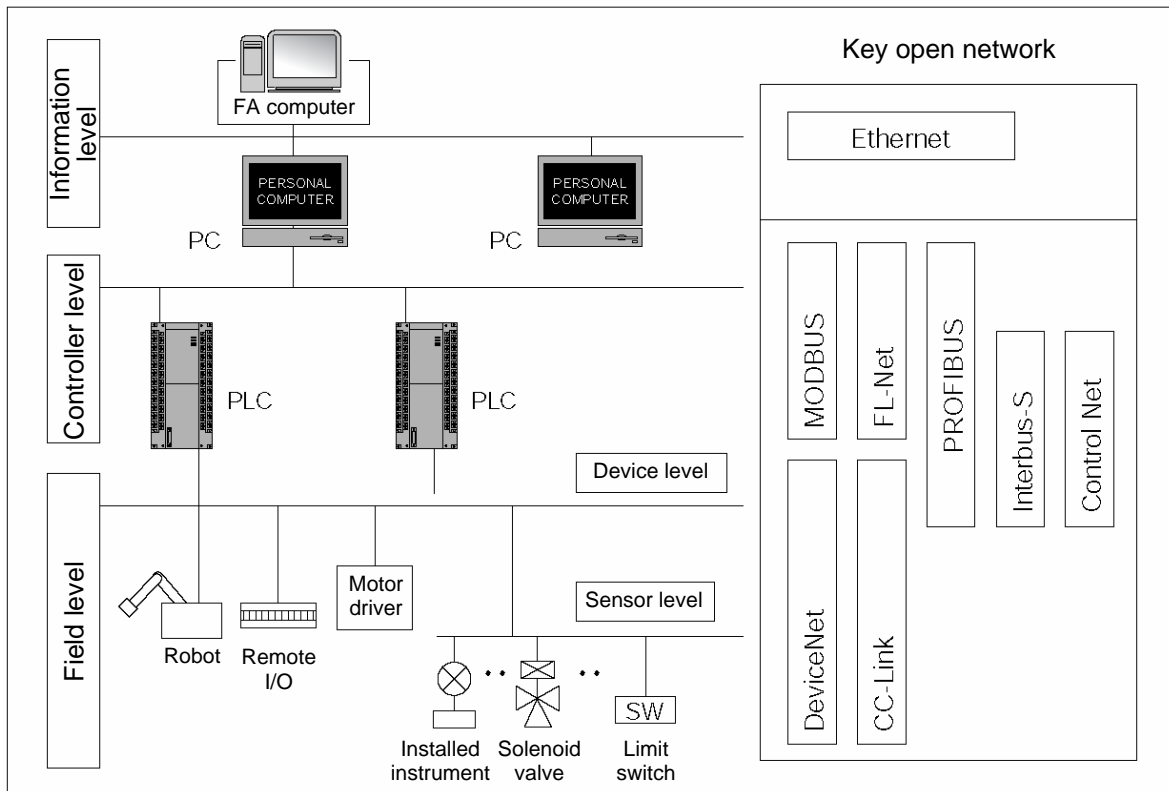 Key open network
Information
level
FA computer
PERSONAL
COMPUTER
PC
PERSONAL
COMPUTER
PC
Ethernet
Controller level
PLC
PLC
MODBUS
FL-Net
PROFIBUS
Interbus-S
Control Net
Field level
Device level
Robot
Remote
I/O
Motor
driver
Sensor level
Installed
instrument
Solenoid
valve
SW
Limit
switch
DeviceNet
CC-Link